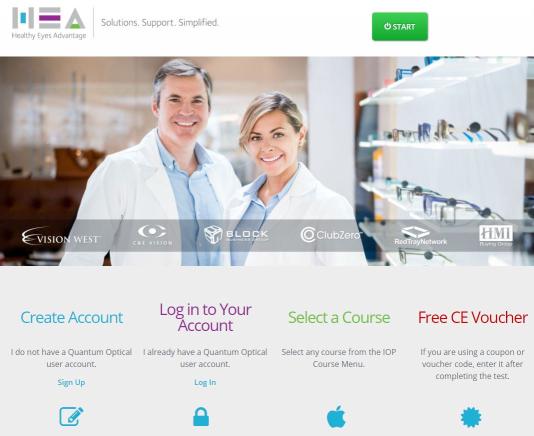 HEA
Healthy Eyes Advantage
Solutions. Support. Simplified.
START
VISION WEST
C&E VISION
BLOCK
BUSINESS GROUP
ClubZero
RedTrayNetwork
HMI
Buying Group
Create Account
I do not have a Quantum Optical
user account.
Sign Up
Log in to Your
Account
I already have a Quantum Optical
user account.
Log In
Select a Course
Select any course from the IOP
Course Menu.
Free CE Voucher
If you are using a coupon or
voucher code, enter it after
completing the test.